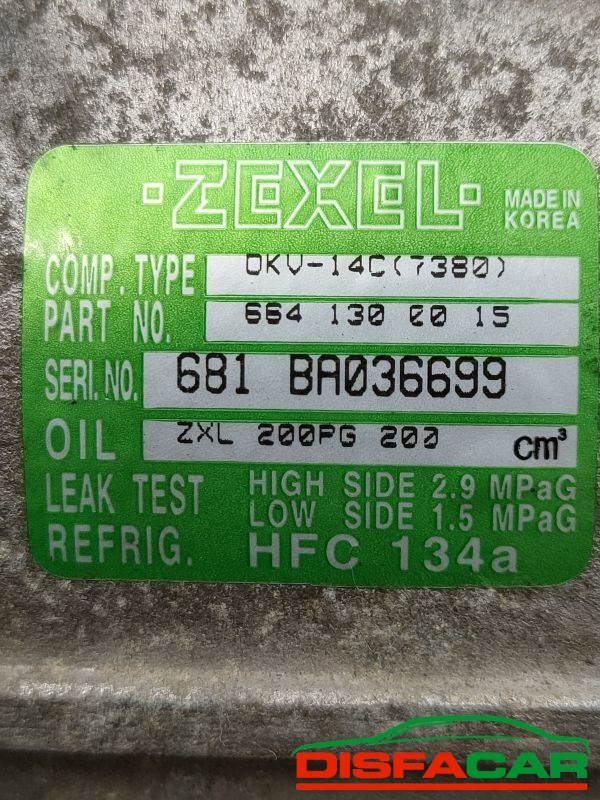 ·ZEXEL·
MADE IN
KOREA
COMP. TYPE DKV-14C(7380)
PART NO. 664 130 00 15
SERI. NO. 681 BA036699
OIL ZXL 200PG 200 cm³
LEAK TEST HIGH SIDE 2.9 MPaG
LOW SIDE 1.5 MPaG
REFRIG. HFC 134a
DISFACAR